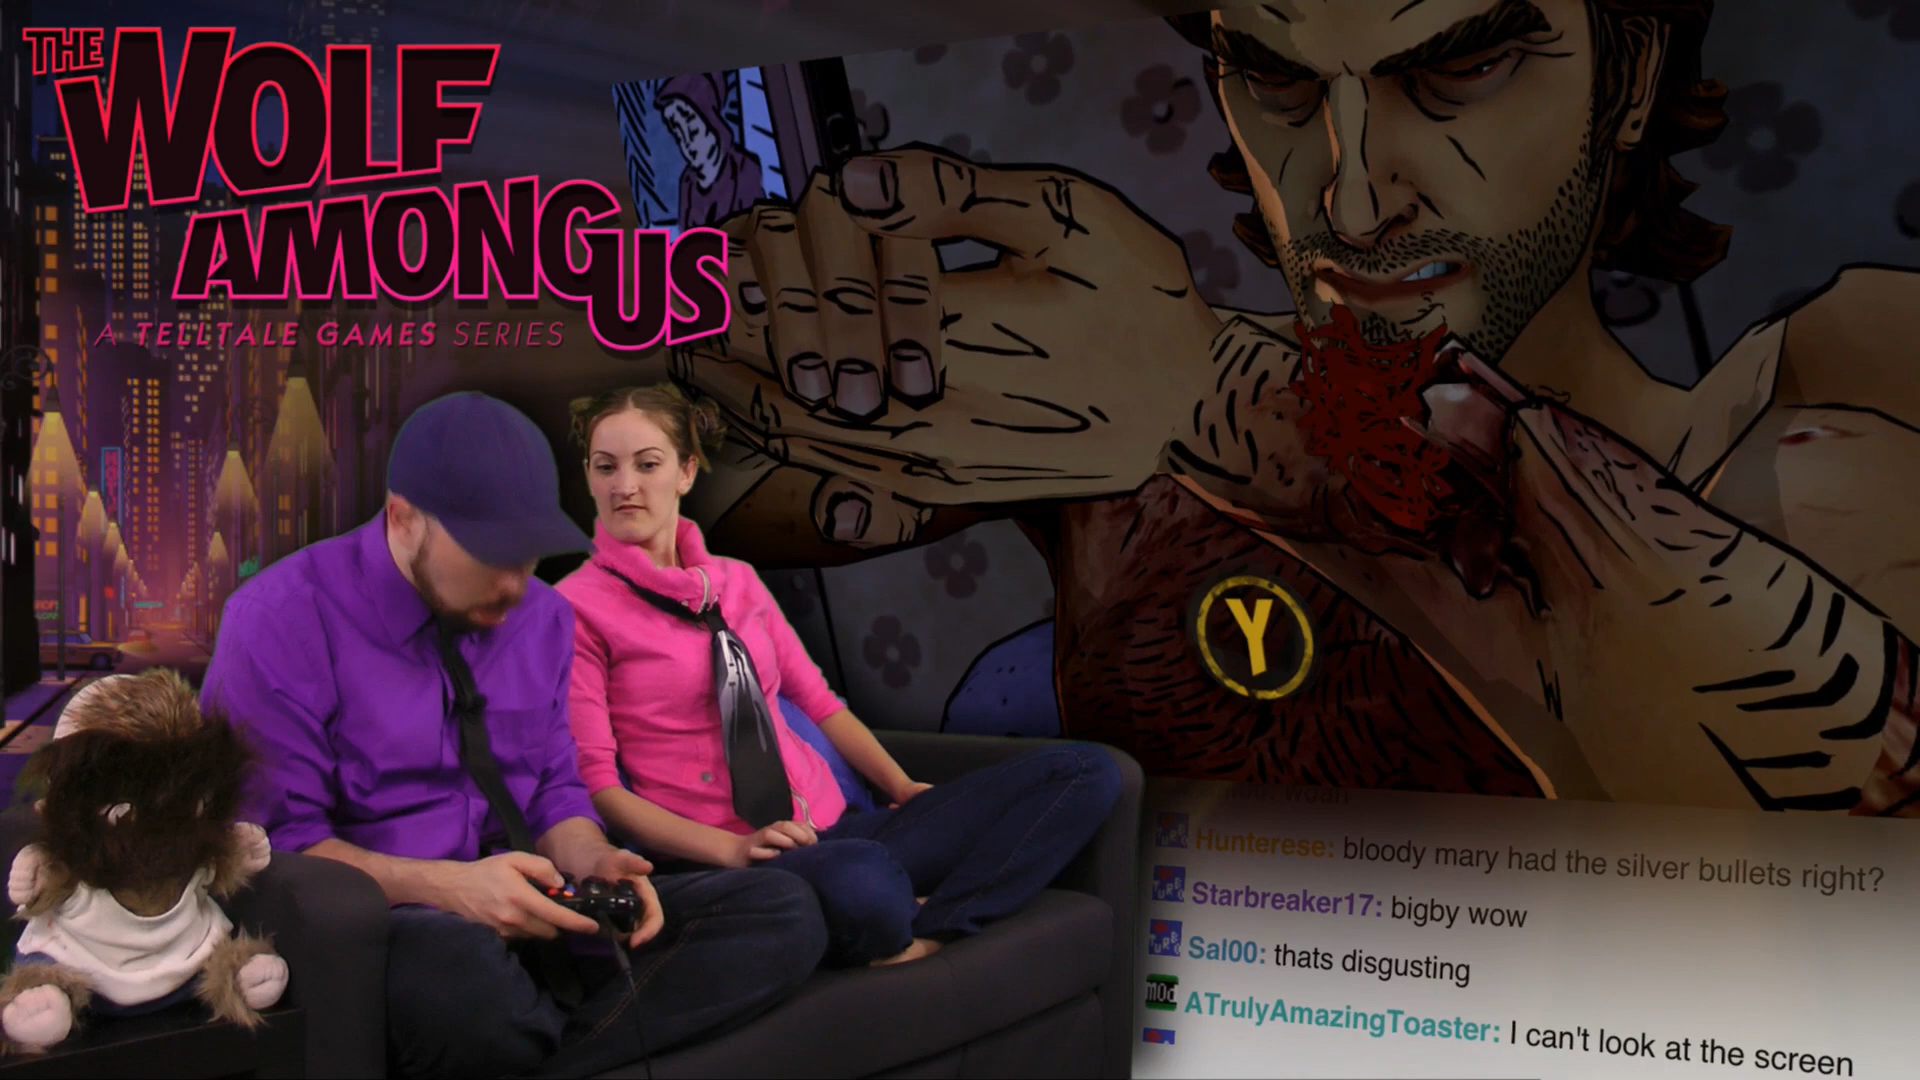 THE
WOLF
AMONG
US
A TELLTALE GAMES SERIES
Y
Hunterese: bloody mary had the silver bullets right?
Starbreaker17: bigby wow
Sal00: thats disgusting
mod ATrulyAmazingToaster: I can't look at the screen